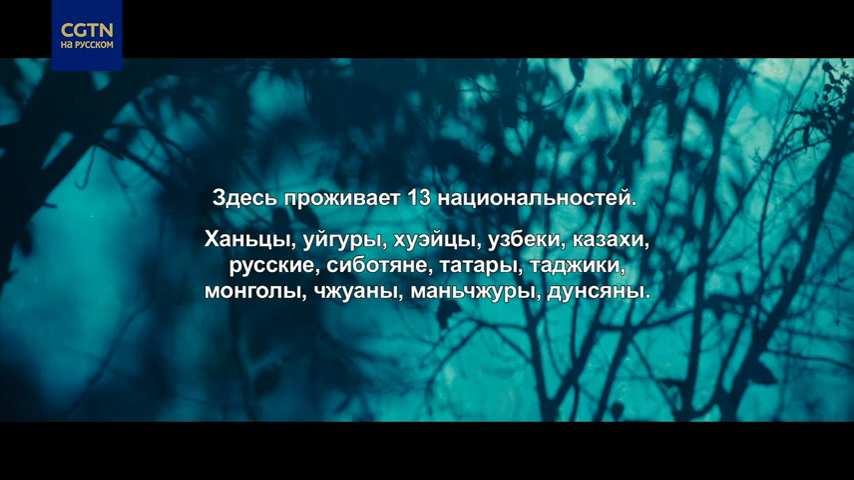 CGTN
НА РУССКОМ
Здесь проживает 13 национальностей.
Ханьцы, уйгуры, хуэйцы, узбеки, казахи,
русские, сиботяне, татары, таджики,
монголы, чжуаны, маньчжуры, дунсяны.